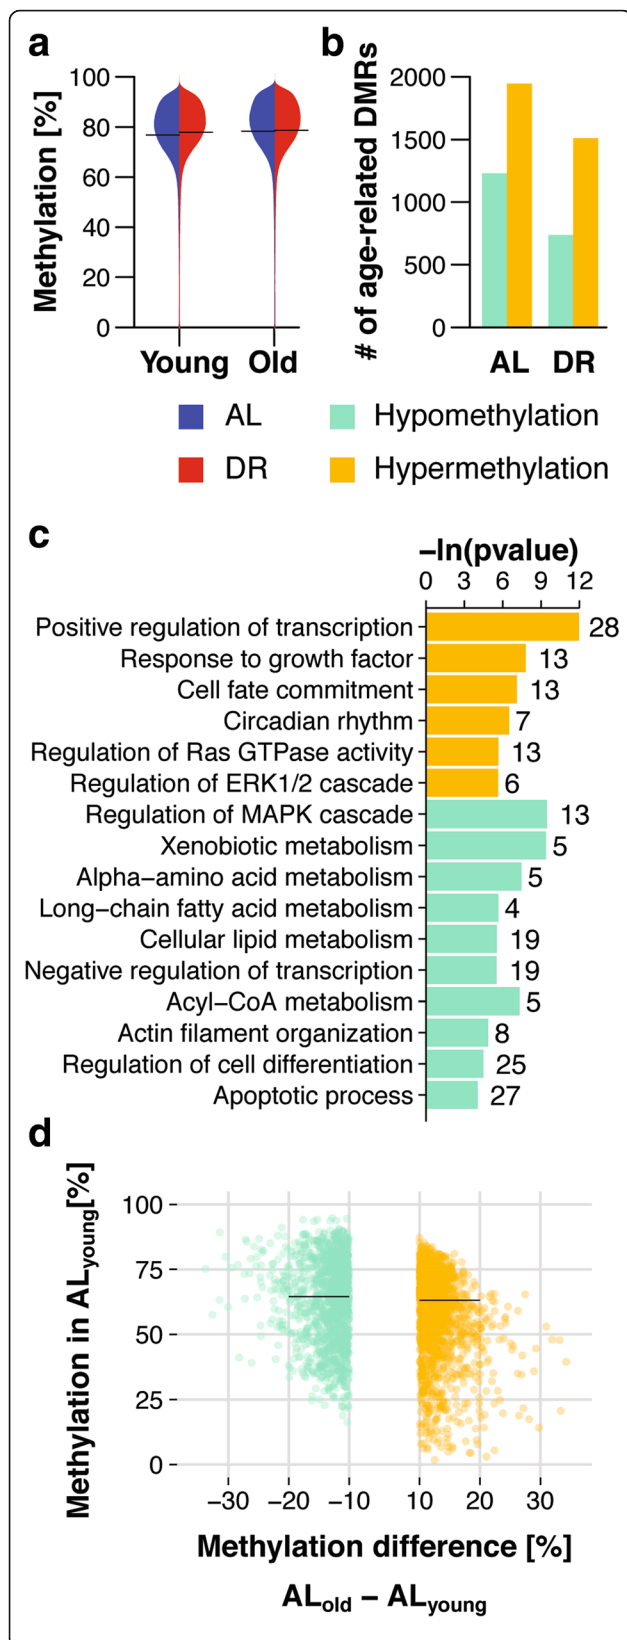 a
Methylation [%]
100
80
60
40
20
0
Young Old
b
# of age-related DMRs
2000
1500
1000
500
0
AL DR
AL
DR
Hypomethylation
Hypermethylation
c
–ln(pvalue)
0 3 6 9 12
Positive regulation of transcription 28
Response to growth factor 13
Cell fate commitment 13
Circadian rhythm 7
Regulation of Ras GTPase activity 13
Regulation of ERK1/2 cascade 6
Regulation of MAPK cascade 13
Xenobiotic metabolism 5
Alpha–amino acid metabolism 5
Long–chain fatty acid metabolism 4
Cellular lipid metabolism 19
Negative regulation of transcription 19
Acyl–CoA metabolism 5
Actin filament organization 8
Regulation of cell differentiation 25
Apoptotic process 27
d
Methylation in ALyoung[%]
100
75
50
25
0
–30 –20 –10 10 20 30
Methylation difference [%]
ALold – ALyoung